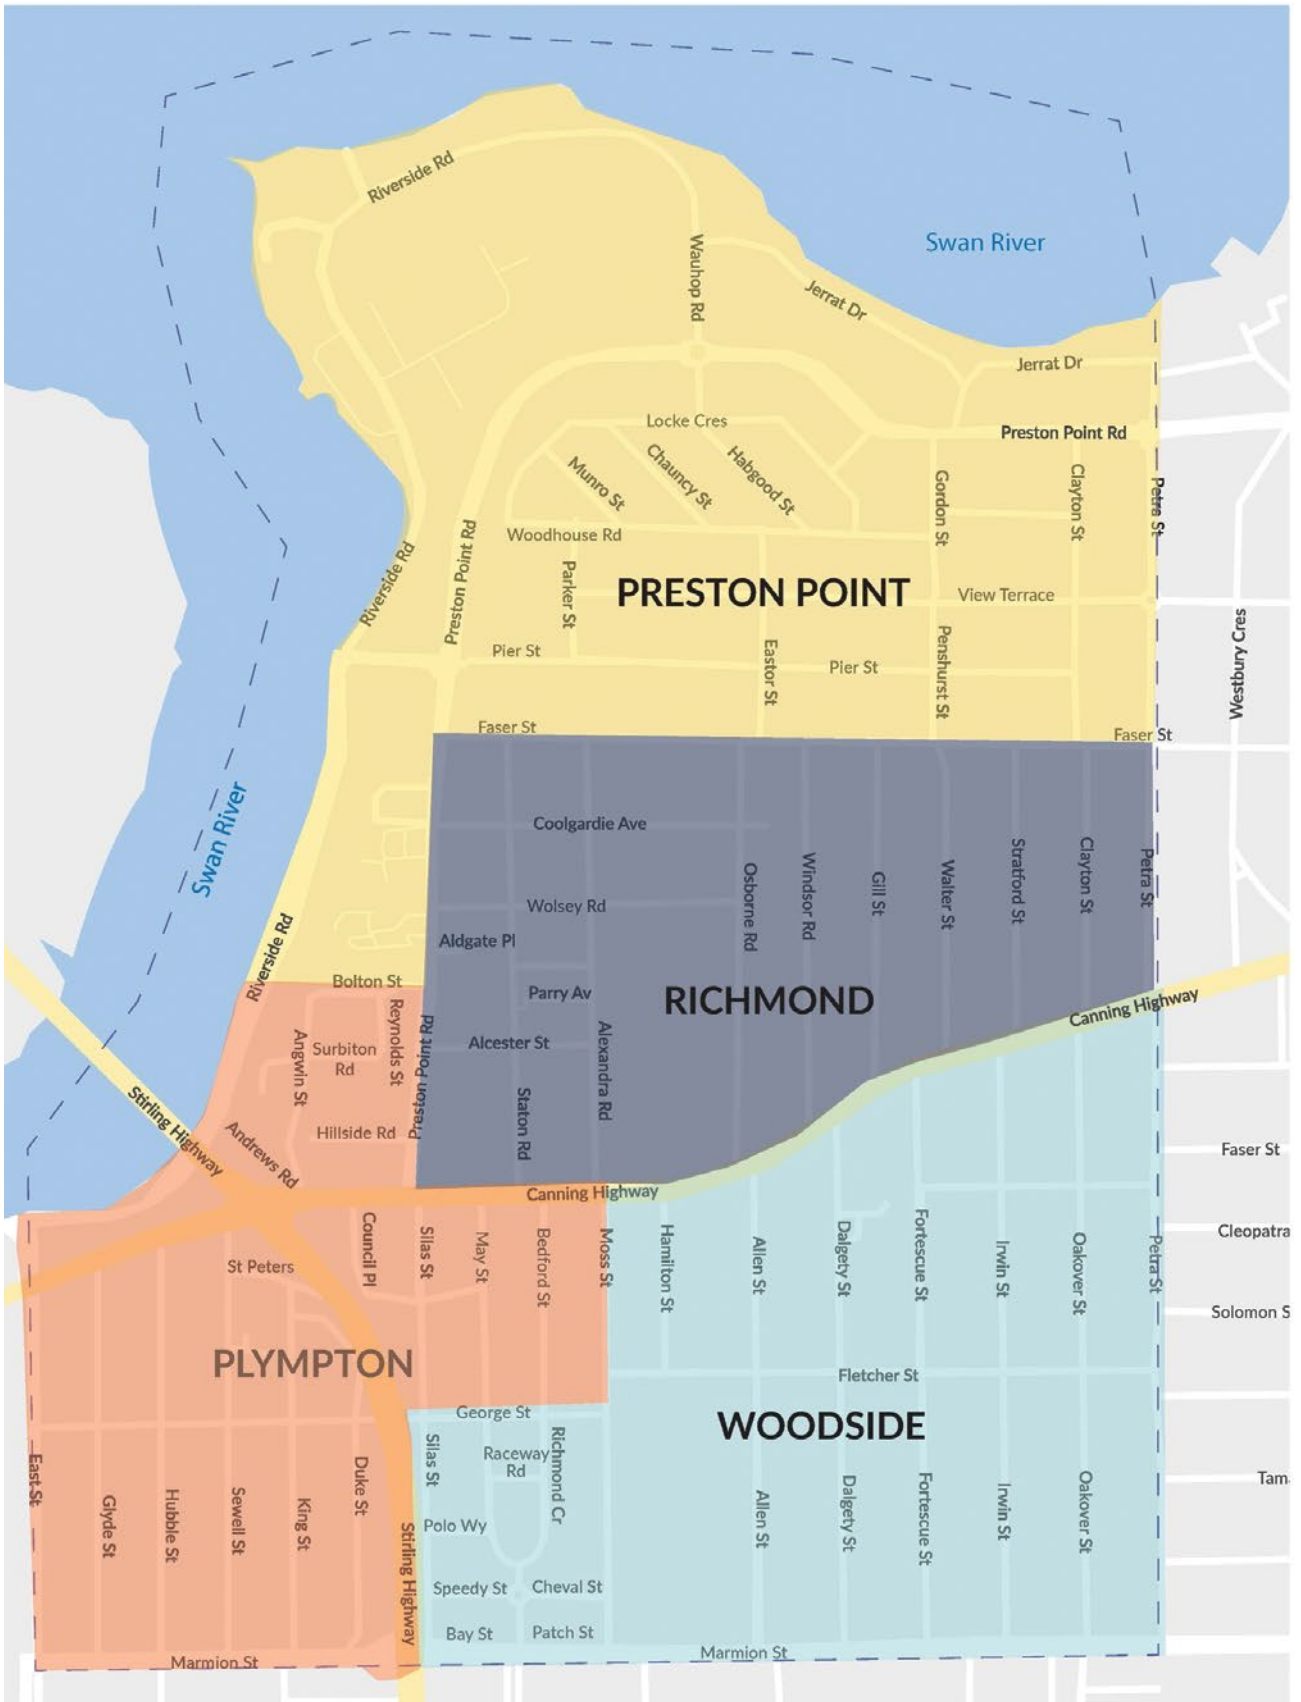 Riverside Rd
Swan River
Wauhop Rd
Jerrat Dr
Jerrat Dr
Locke Cres
Preston Point Rd
Munro St
Chauncy St
Habgood St
Gordon St
Clayton St
Petra St
Woodhouse Rd
Riverside Rd
Preston Point Rd
Parker St
PRESTON POINT
View Terrace
Westbury Cres
Pier St
Eastor St
Pier St
Penshurst St
Faser St
Faser St
Swan River
Coolgardie Ave
Osborne Rd
Windsor Rd
Gill St
Walter St
Stratford St
Clayton St
Petra St
Wolsey Rd
Aldgate Pl
Riverside Rd
Bolton St
Parry Av
RICHMOND
Canning Highway
Reynolds St
Angwin St
Surbiton
Rd
Preston Point Rd
Alcester St
Alexandra Rd
Staton Rd
Stirling Highway
Andrews Rd
Hillside Rd
Faser St
Canning Highway
Council Pl
Silas St
May St
Bedford St
Moss St
Hamilton St
Allen St
Dalgety St
Fortescue St
Irwin St
Oakover St
Petra St
Cleopatra
St Peters
Solomon S
PLYMPTON
Fletcher St
George St
WOODSIDE
East St
Glyde St
Hubble St
Sewell St
King St
Duke St
Stirling Highway
Silas St
Raceway
Rd
Richmond Cr
Allen St
Dalgety St
Fortescue St
Irwin St
Oakover St
Tam
Polo Wy
Speedy St
Cheval St
Bay St
Patch St
Marmion St
Marmion St